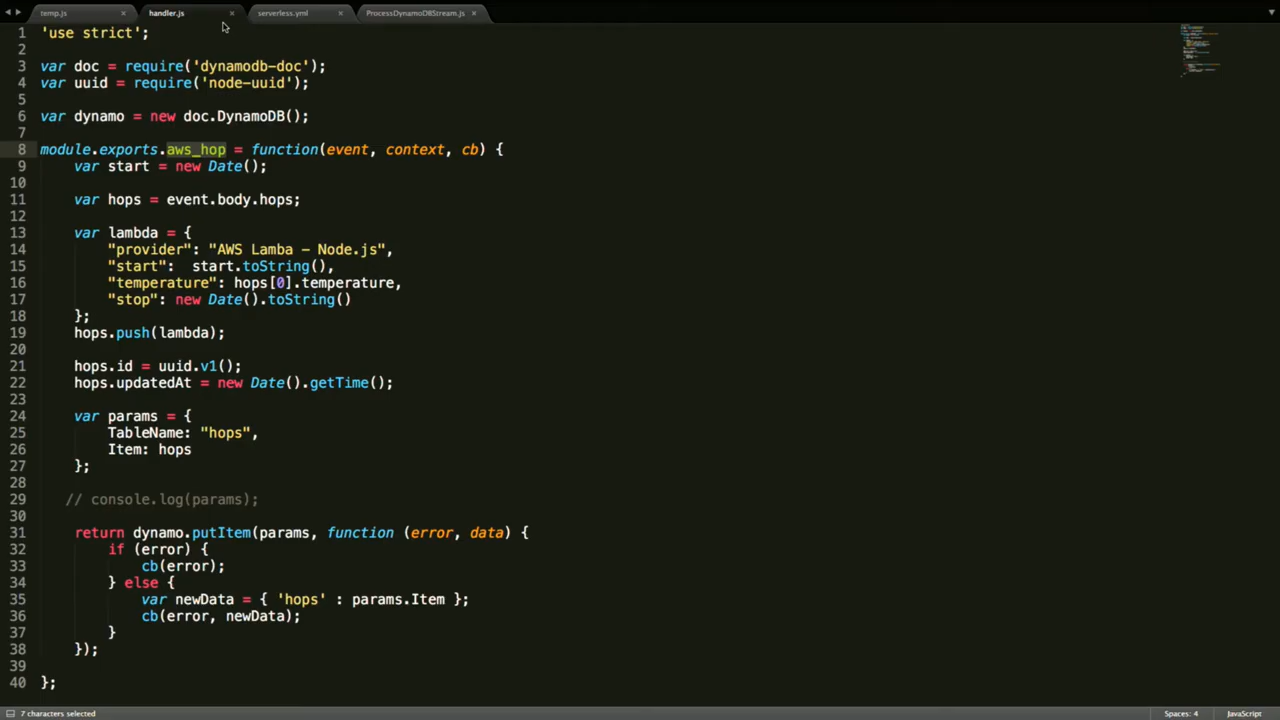 temp.js × handler.js × serverless.yml × ProcessDynamoDBStream.js ×
1 'use strict';
2
3 var doc = require('dynamodb-doc');
4 var uuid = require('node-uuid');
5
6 var dynamo = new doc.DynamoDB();
7
8 module.exports.aws_hop = function(event, context, cb) {
9 var start = new Date();
10
11 var hops = event.body.hops;
12
13 var lambda = {
14 "provider": "AWS Lamba – Node.js",
15 "start":  start.toString(),
16 "temperature": hops[0].temperature,
17 "stop": new Date().toString()
18 };
19 hops.push(lambda);
20
21 hops.id = uuid.v1();
22 hops.updatedAt = new Date().getTime();
23
24 var params = {
25 TableName: "hops",
26 Item: hops
27 };
28
29 // console.log(params);
30
31 return dynamo.putItem(params, function (error, data) {
32 if (error) {
33 cb(error);
34 } else {
35 var newData = { 'hops' : params.Item };
36 cb(error, newData);
37 }
38 });
39
40 };
7 characters selected Spaces: 4 JavaScript